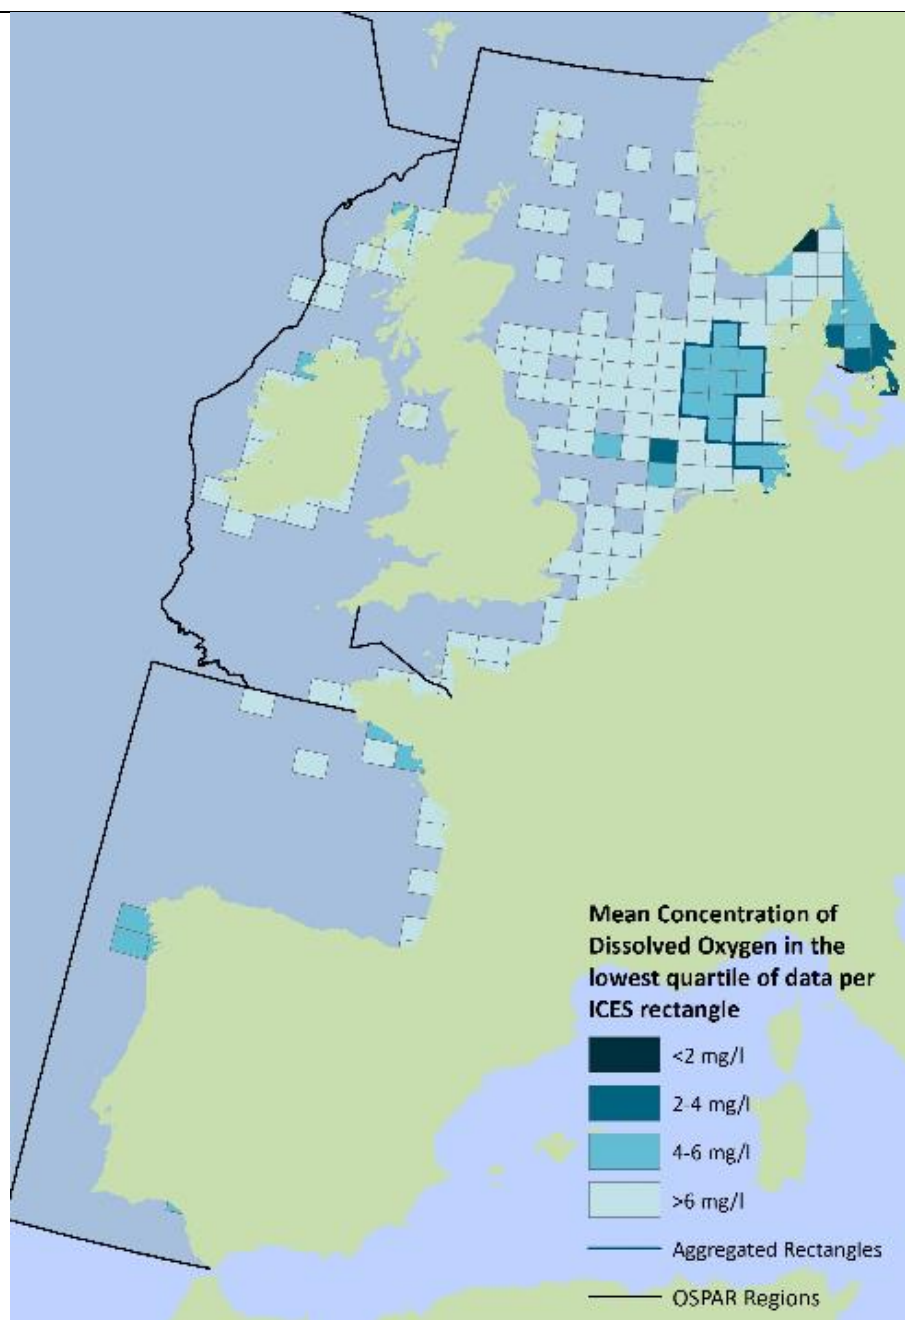 Mean Concentration of
Dissolved Oxygen in the
lowest quartile of data per
ICES rectangle
<2 mg/l
2-4 mg/l
4-6 mg/l
>6 mg/l
Aggregated Rectangles
OSPAR Regions